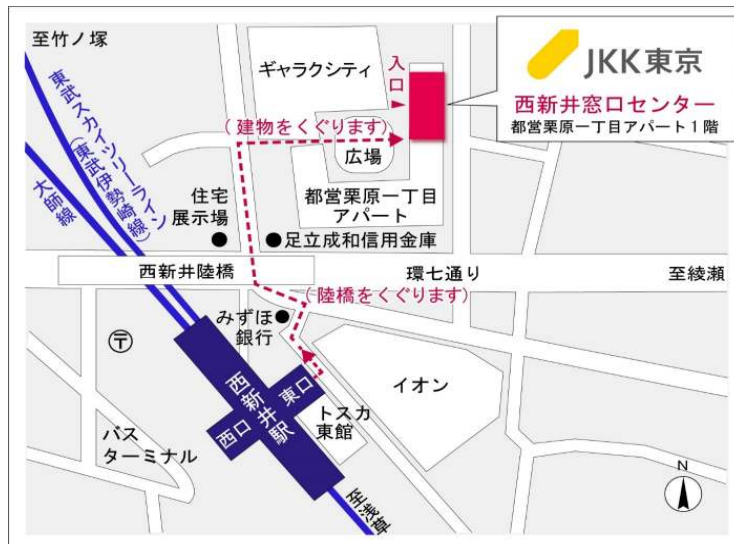 至竹ノ塚
ギャラクシティ
入口
JKK東京
西新井窓口センター
都営栗原一丁目アパート1階
東武スカイツリーライン
(東武伊勢崎線)
大師線
(建物をくぐります)
広場
住宅
展示場
都営栗原一丁目
アパート
足立成和信用金庫
西新井陸橋
環七通り
至綾瀬
(陸橋をくぐります)
みずほ
銀行
〒
イオン
東口
西新井駅
西口
トスカ
東館
バス
ターミナル
至浅草
N